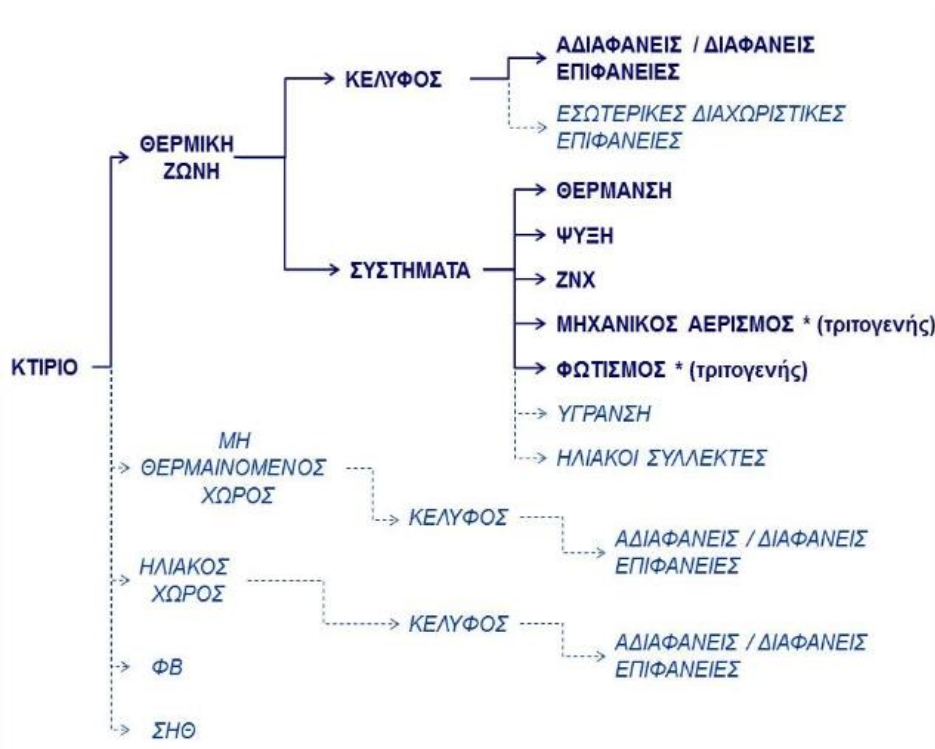 ΑΔΙΑΦΑΝΕΙΣ / ΔΙΑΦΑΝΕΙΣ
ΕΠΙΦΑΝΕΙΕΣ
ΚΕΛΥΦΟΣ
ΕΣΩΤΕΡΙΚΕΣ ΔΙΑΧΩΡΙΣΤΙΚΕΣ
ΕΠΙΦΑΝΕΙΕΣ
ΘΕΡΜΙΚΗ
ΖΩΝΗ
ΘΕΡΜΑΝΣΗ
ΨΥΞΗ
ΣΥΣΤΗΜΑΤΑ
ΖΝΧ
ΜΗΧΑΝΙΚΟΣ ΑΕΡΙΣΜΟΣ * (τριτογενής)
ΚΤΙΡΙΟ
ΦΩΤΙΣΜΟΣ * (τριτογενής)
ΥΓΡΑΝΣΗ
ΗΛΙΑΚΟΙ ΣΥΛΛΕΚΤΕΣ
ΜΗ
ΘΕΡΜΑΙΝΟΜΕΝΟΣ
ΧΩΡΟΣ
ΚΕΛΥΦΟΣ
ΑΔΙΑΦΑΝΕΙΣ / ΔΙΑΦΑΝΕΙΣ
ΕΠΙΦΑΝΕΙΕΣ
ΗΛΙΑΚΟΣ
ΧΩΡΟΣ
ΚΕΛΥΦΟΣ
ΑΔΙΑΦΑΝΕΙΣ / ΔΙΑΦΑΝΕΙΣ
ΕΠΙΦΑΝΕΙΕΣ
ΦΒ
ΣΗΘ